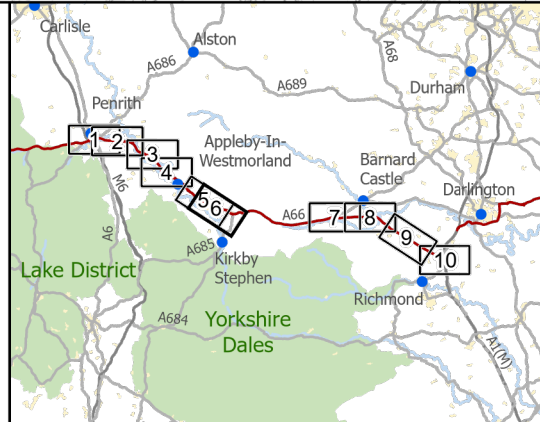 Carlisle
Alston
A686
A68
A689
Durham
Penrith
1
2
3
4
5
6
Appleby-In-
Westmorland
Barnard
Castle
Darlington
M6
A66
7
8
9
10
A6
A685
Kirkby
Stephen
Lake District
Richmond
A684
Yorkshire
Dales
A1(M)